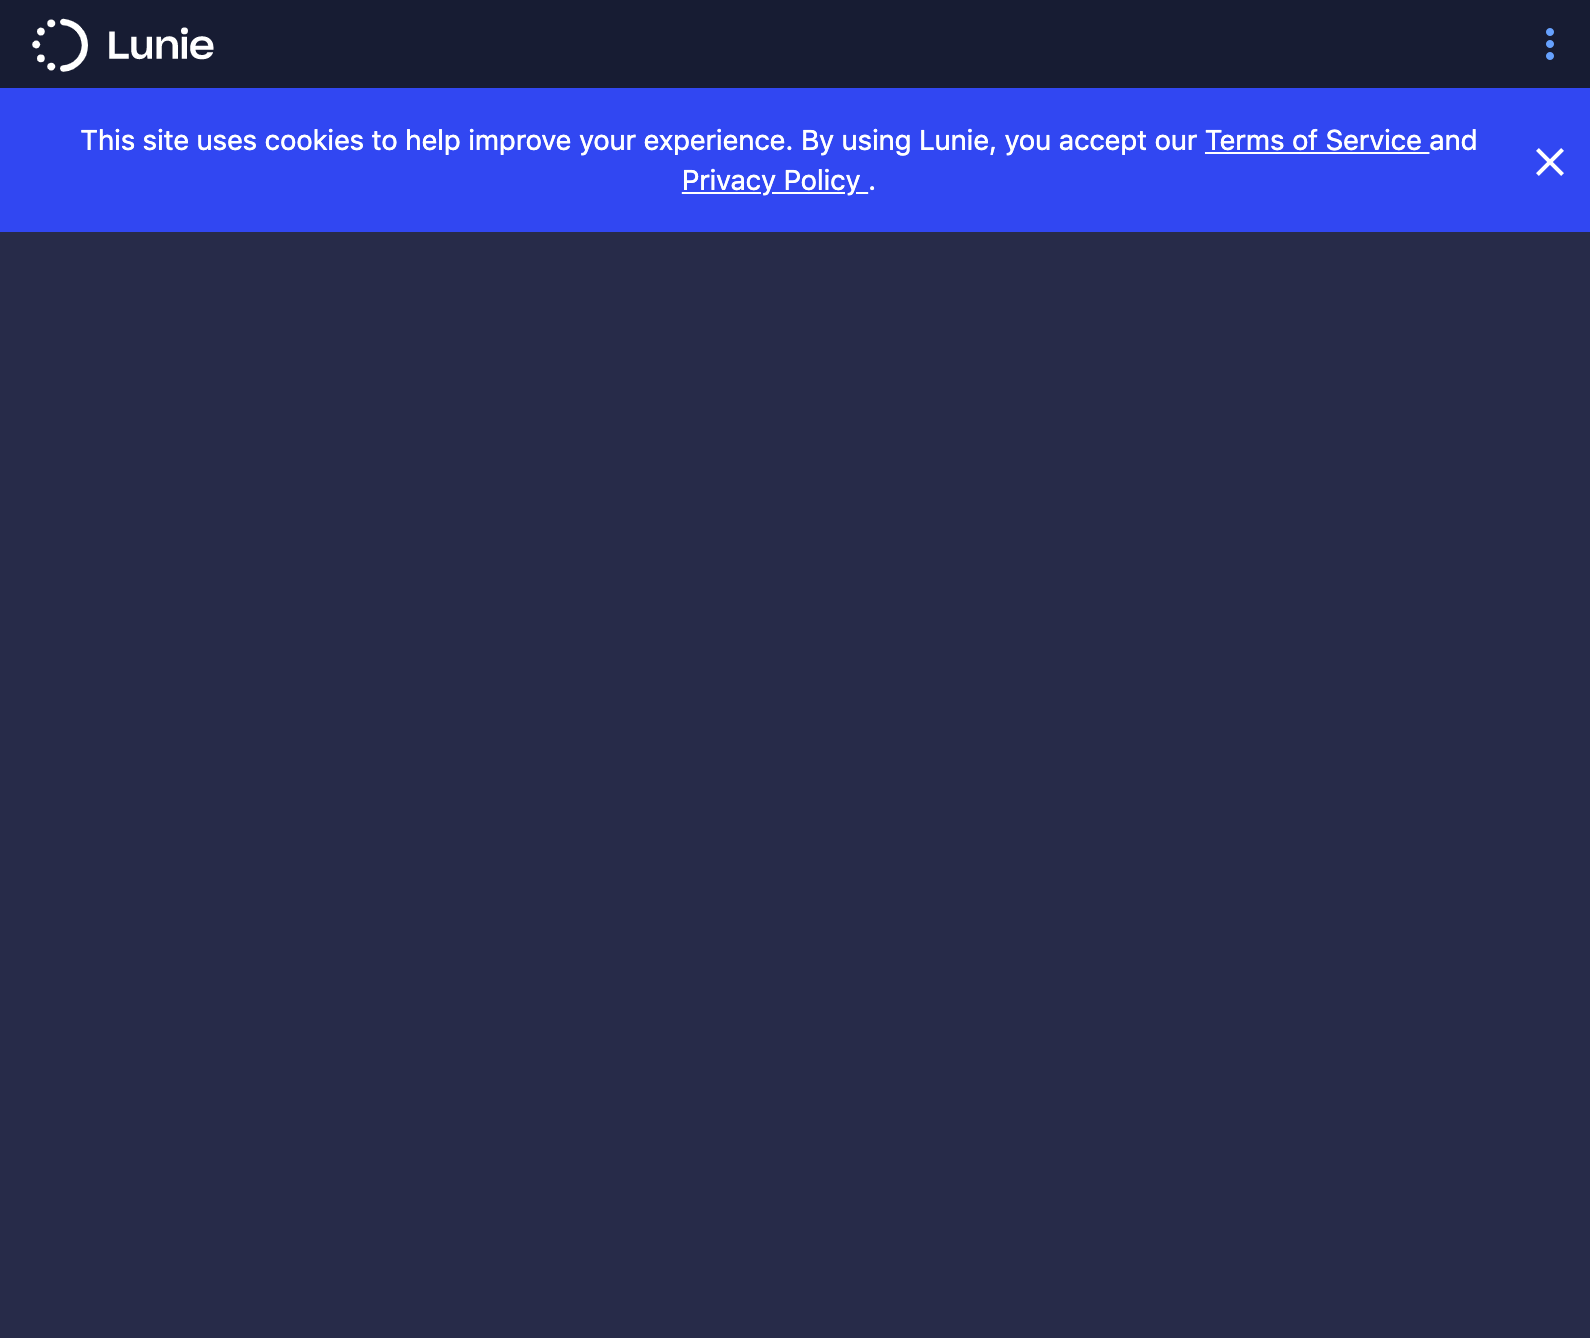 Lunie
This site uses cookies to help improve your experience. By using Lunie, you accept our Terms of Service and
Privacy Policy .